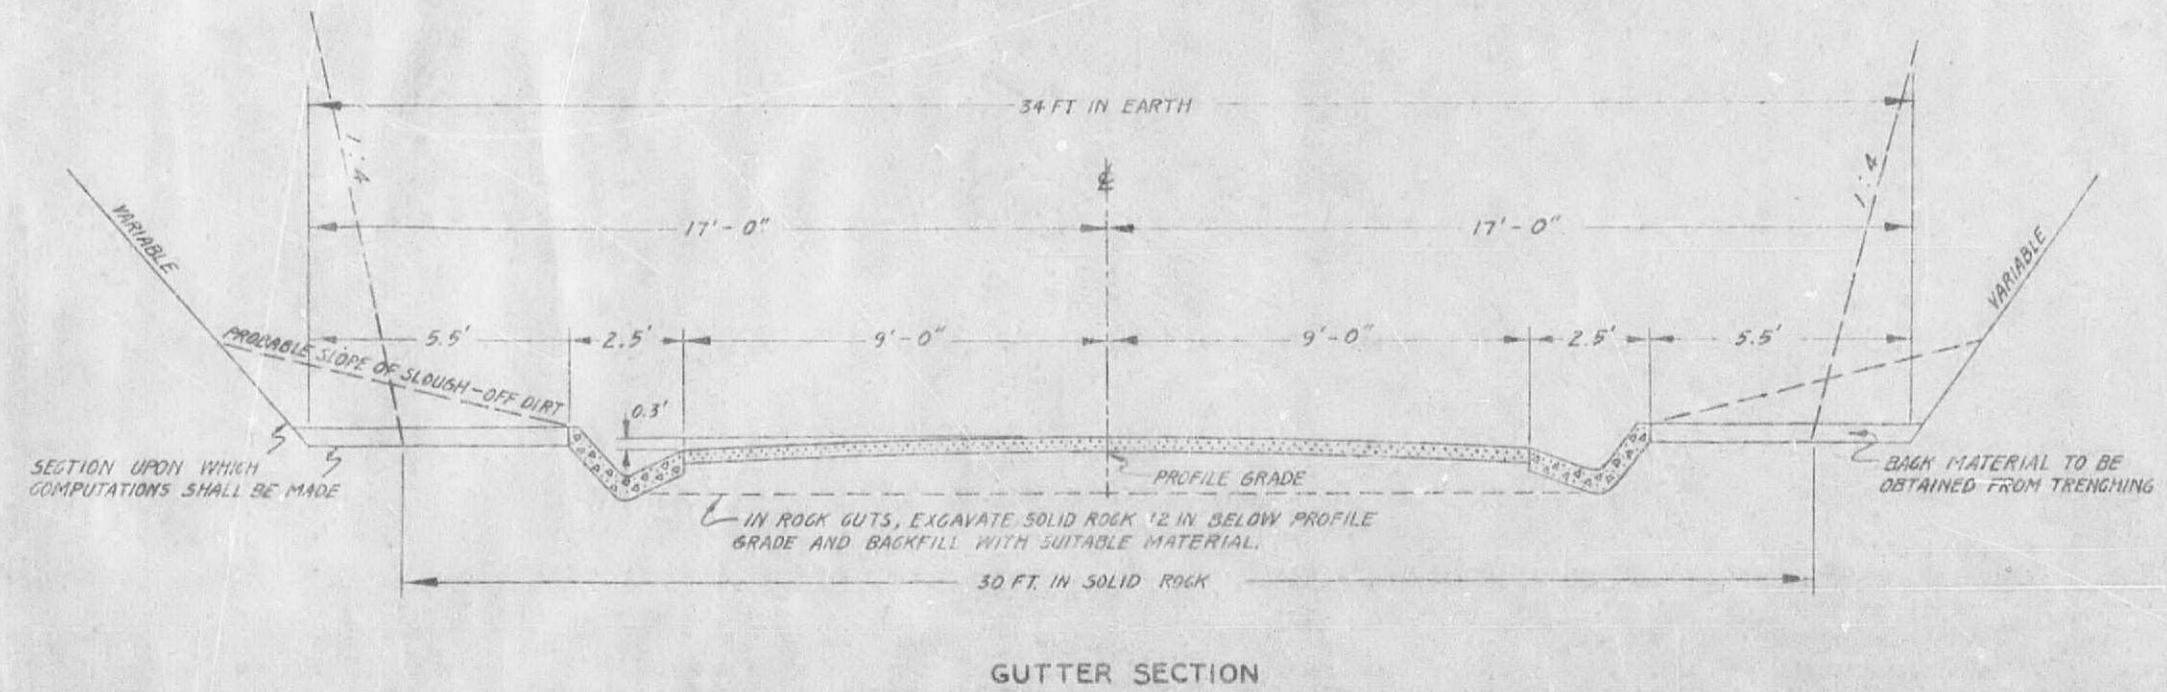 34 FT IN EARTH
1:4
1:4
℄
17'-0"
17'-0"
VARIABLE
VARIABLE
5.5'
2.5'
9'-0"
9'-0"
2.5'
5.5'
PROBABLE SLOPE OF SLOUGH-OFF DIRT
0.3'
SECTION UPON WHICH
COMPUTATIONS SHALL BE MADE
PROFILE GRADE
BACK MATERIAL TO BE
OBTAINED FROM TRENCHING
IN ROCK CUTS, EXCAVATE SOLID ROCK 12 IN BELOW PROFILE
GRADE AND BACKFILL WITH SUITABLE MATERIAL.
30 FT. IN SOLID ROCK
GUTTER SECTION